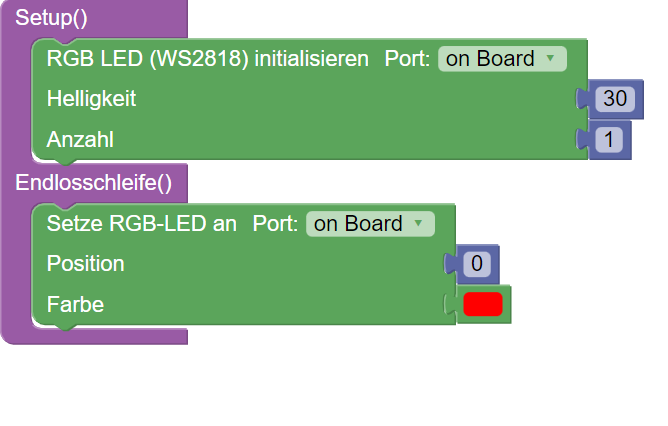 Setup()
RGB LED (WS2818) initialisieren Port: on Board
Helligkeit 30
Anzahl 1
Endlosschleife()
Setze RGB-LED an Port: on Board
Position 0
Farbe